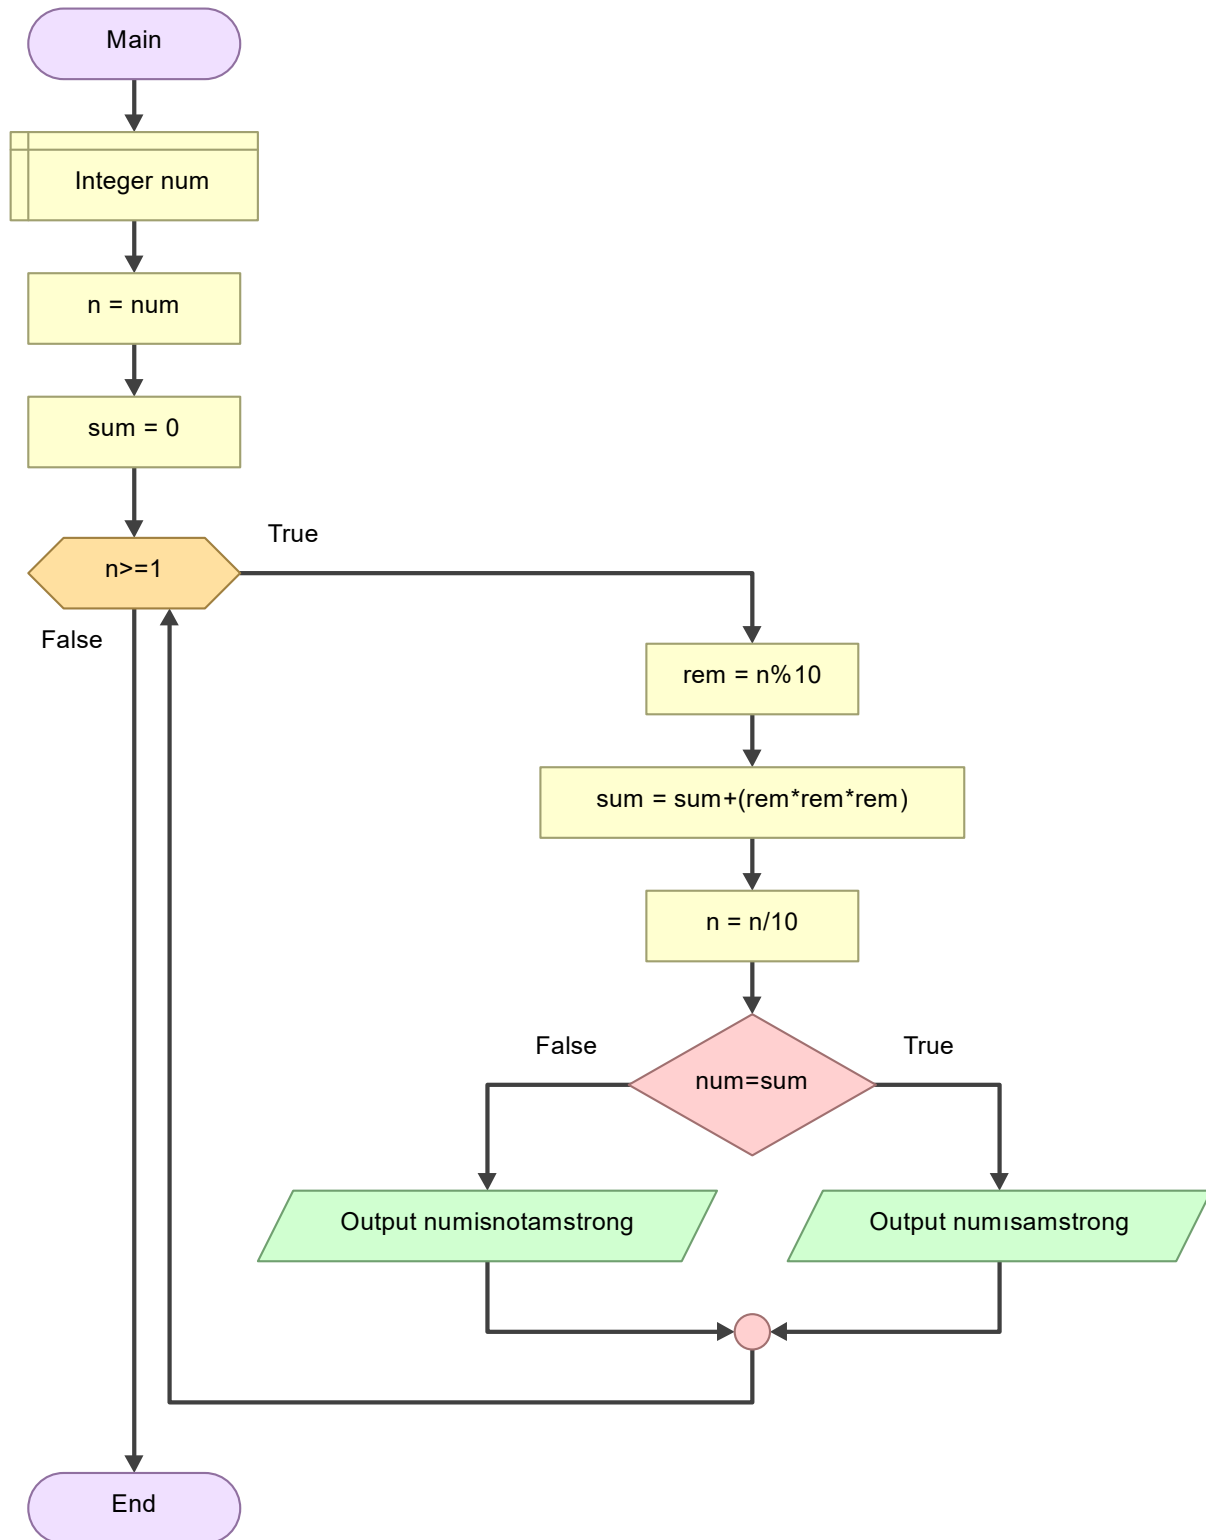 Main
Integer num
n = num
sum = 0
True
n>=1
False
rem = n%10
sum = sum+(rem*rem*rem)
n = n/10
False
True
num=sum
Output numisnotamstrong
Output numısamstrong
End